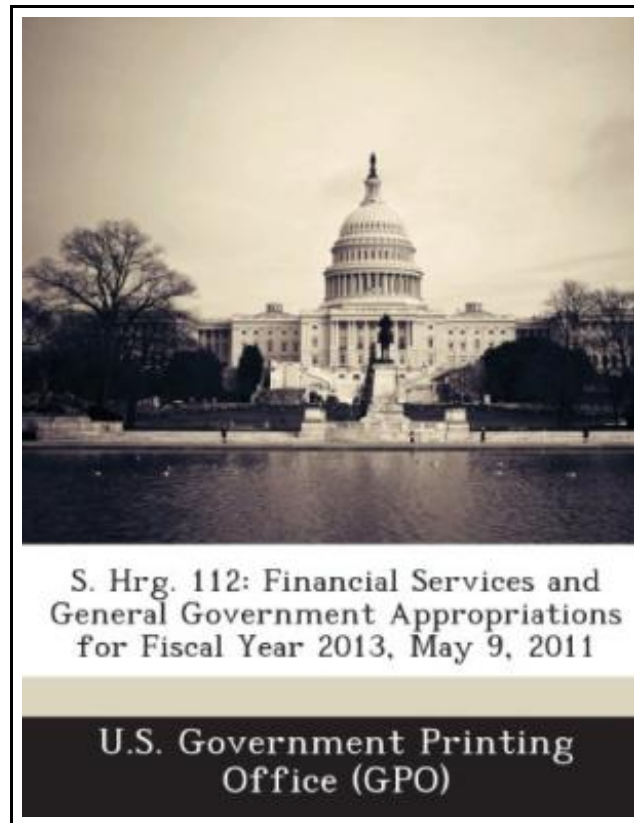 S. Hrg. 112: Financial Services and
General Government Appropriations
for Fiscal Year 2013, May 9, 2011
U.S. Government Printing
Office (GPO)